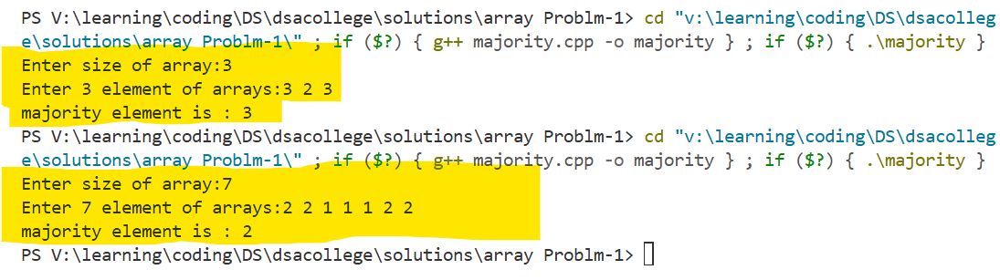 PS V:\learning\coding\DS\dsacollege\solutions\array Problm-1> cd "v:\learning\coding\DS\dsacolleg
e\solutions\array Problm-1\" ; if ($?) { g++ majority.cpp -o majority } ; if ($?) { .\majority }
Enter size of array:3
Enter 3 element of arrays:3 2 3
majority element is : 3
PS V:\learning\coding\DS\dsacollege\solutions\array Problm-1> cd "v:\learning\coding\DS\dsacolleg
e\solutions\array Problm-1\" ; if ($?) { g++ majority.cpp -o majority } ; if ($?) { .\majority }
Enter size of array:7
Enter 7 element of arrays:2 2 1 1 1 2 2
majority element is : 2
PS V:\learning\coding\DS\dsacollege\solutions\array Problm-1>